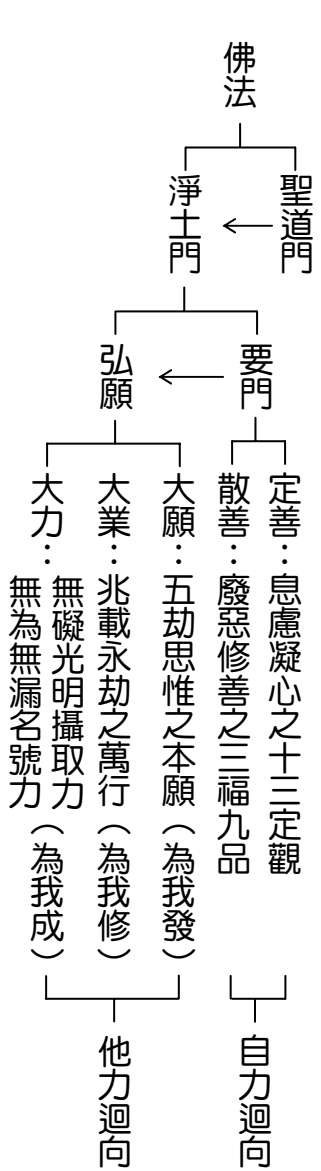 佛法
聖道門
淨土門
要門
弘願
定善：息慮凝心之十三定觀
散善：廢惡修善之三福九品
大願：五劫思惟之本願（為我發）
大業：兆載永劫之萬行（為我修）
大力：無礙光明攝取力
無為無漏名號力（為我成）
自力迴向
他力迴向